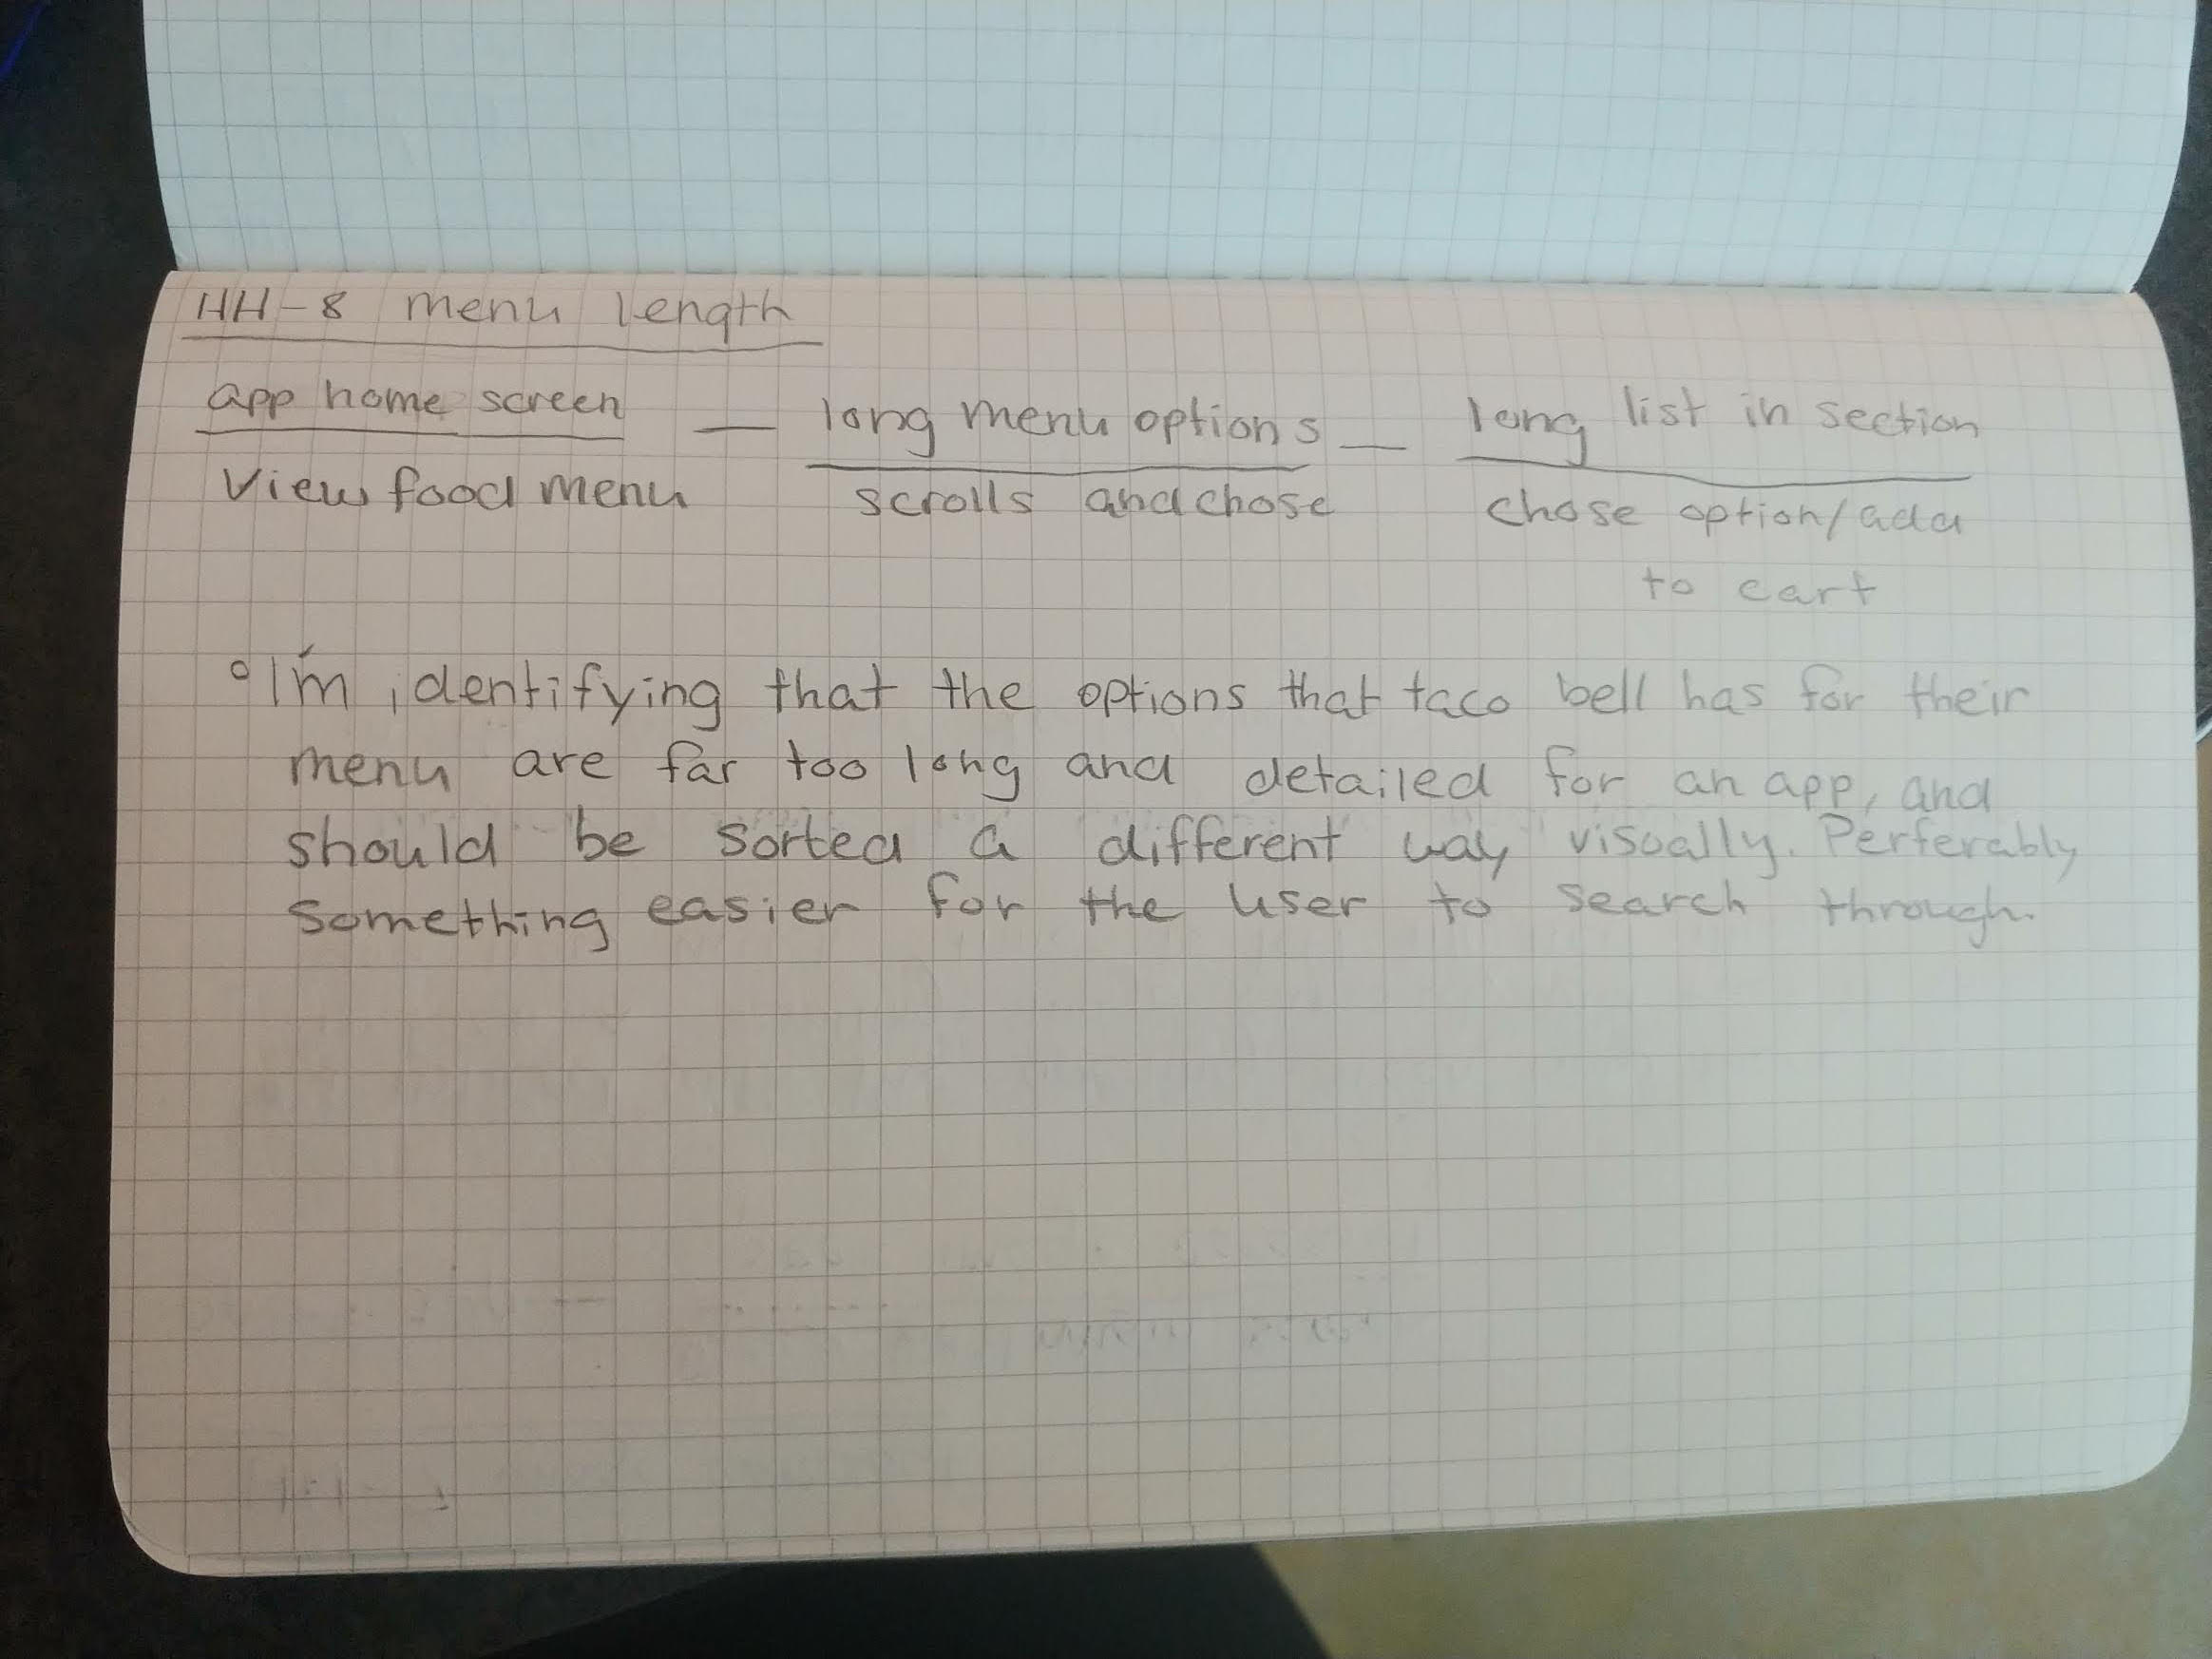 HH-8 menu length
app home screen — long menu options — long list in section
View food menu scrolls and chose chose option/add
to cart
° I'm identifying that the options that taco bell has for their
menu are far too long and detailed for an app, and
should be sorted a different way visually. Perferably
something easier for the user to search through.